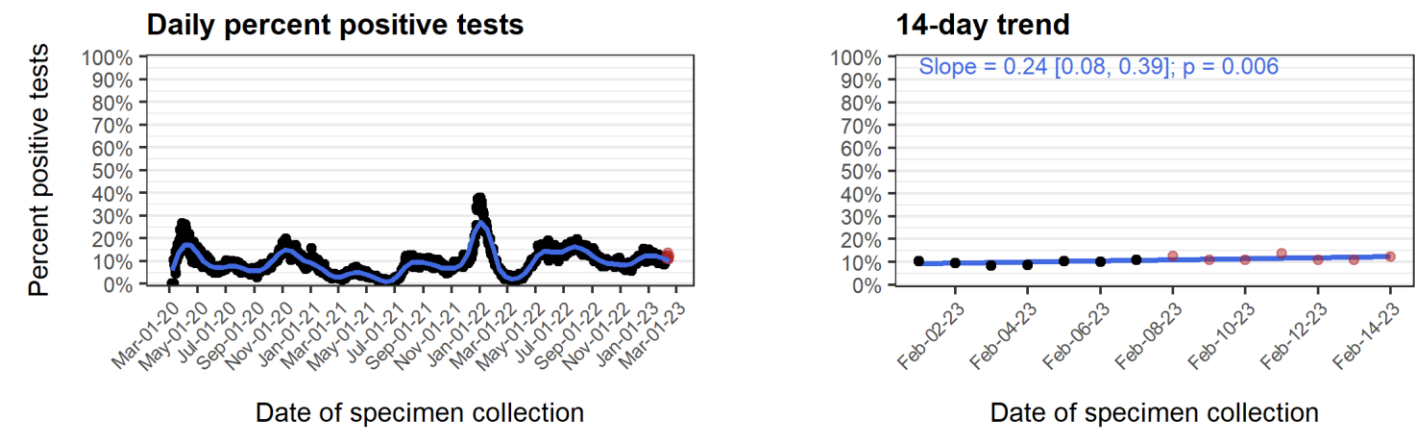 Daily percent positive tests
Percent positive tests
100%
90%
80%
70%
60%
50%
40%
30%
20%
10%
0%
Mar-01-20
May-01-20
Jul-01-20
Sep-01-20
Nov-01-20
Jan-01-21
Mar-01-21
May-01-21
Jul-01-21
Sep-01-21
Nov-01-21
Jan-01-22
Mar-01-22
May-01-22
Jul-01-22
Sep-01-22
Nov-01-22
Jan-01-23
Mar-01-23
Date of specimen collection
14-day trend
Slope = 0.24 [0.08, 0.39]; p = 0.006
100%
90%
80%
70%
60%
50%
40%
30%
20%
10%
0%
Feb-02-23
Feb-04-23
Feb-06-23
Feb-08-23
Feb-10-23
Feb-12-23
Feb-14-23
Date of specimen collection